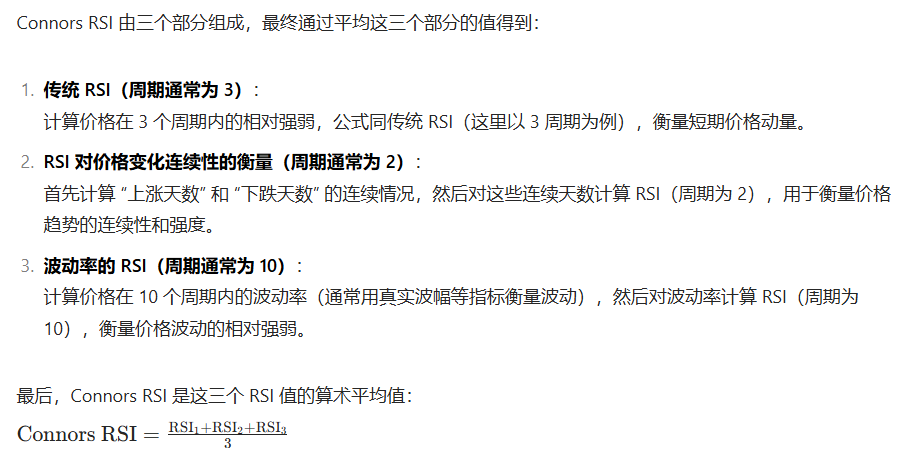 Connors RSI 由三个部分组成，最终通过平均这三个部分的值得到：
1. 传统 RSI（周期通常为 3）：
计算价格在 3 个周期内的相对强弱，公式同传统 RSI（这里以 3 周期为例），衡量短期价格动量。
2. RSI 对价格变化连续性的衡量（周期通常为 2）：
首先计算 “上涨天数” 和 “下跌天数” 的连续情况，然后对这些连续天数计算 RSI（周期为 2），用于衡量价格
趋势的连续性和强度。
3. 波动率的 RSI（周期通常为 10）：
计算价格在 10 个周期内的波动率（通常用真实波幅等指标衡量波动），然后对波动率计算 RSI（周期为
10），衡量价格波动的相对强弱。
最后，Connors RSI 是这三个 RSI 值的算术平均值：
Connors RSI = \frac{RSI_1+RSI_2+RSI_3}{3}